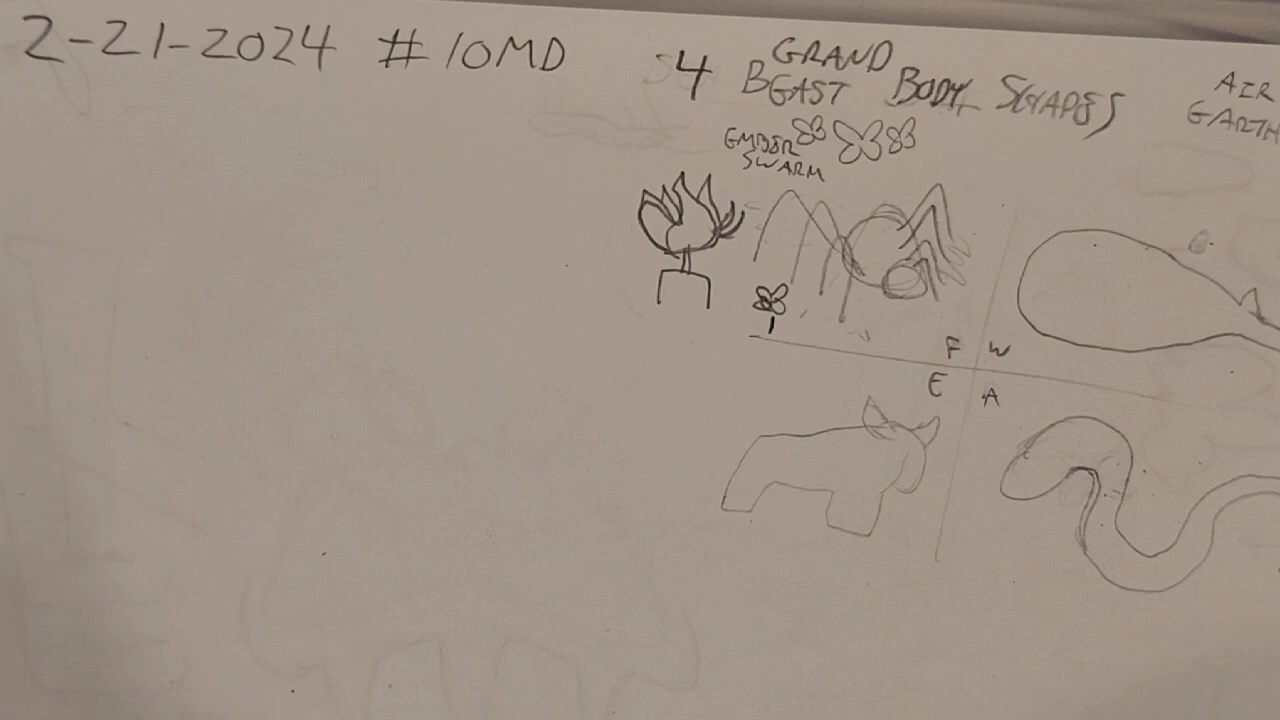 2-21-2024 #10MD
4 GRAND BEAST BODY SHAPES
AIR
EARTH
EMBER
SWARM
F W
E A